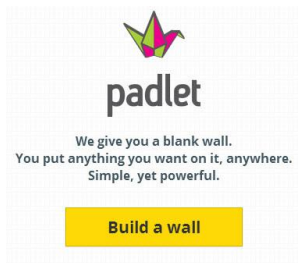 padlet
We give you a blank wall.
You put anything you want on it, anywhere.
Simple, yet powerful.
Build a wall